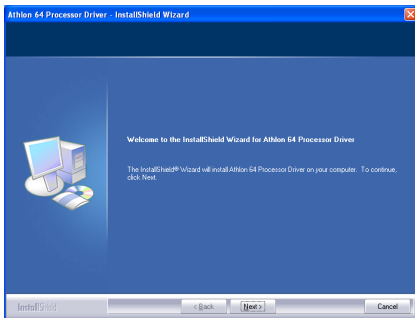 Athlon 64 Processor Driver - InstallShield Wizard
Welcome to the InstallShield Wizard for Athlon 64 Processor Driver
The InstallShield® Wizard will install Athlon 64 Processor Driver on your computer. To continue,
click Next.
InstallShield
< Back Next > Cancel